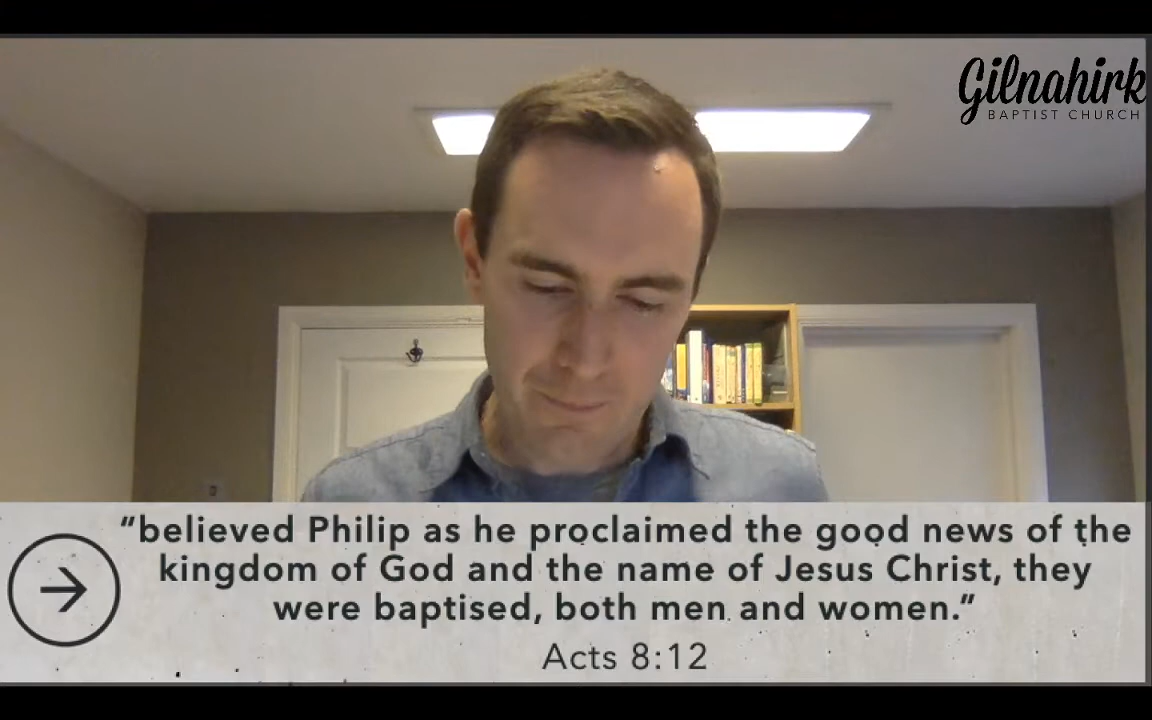 Gilnahirk
BAPTIST CHURCH
“believed Philip as he proclaimed the good news of the
kingdom of God and the name of Jesus Christ, they
were baptised, both men and women.”
Acts 8:12